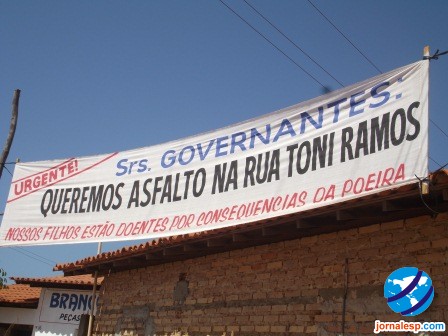 URGENTE!
Srs. GOVERNANTES:
QUEREMOS ASFALTO NA RUA TONI RAMOS
NOSSOS FILHOS ESTÃO DOENTES POR CONSEQUENCIAS DA POEIRA
BRANC
PEÇAS
jornalesp.com